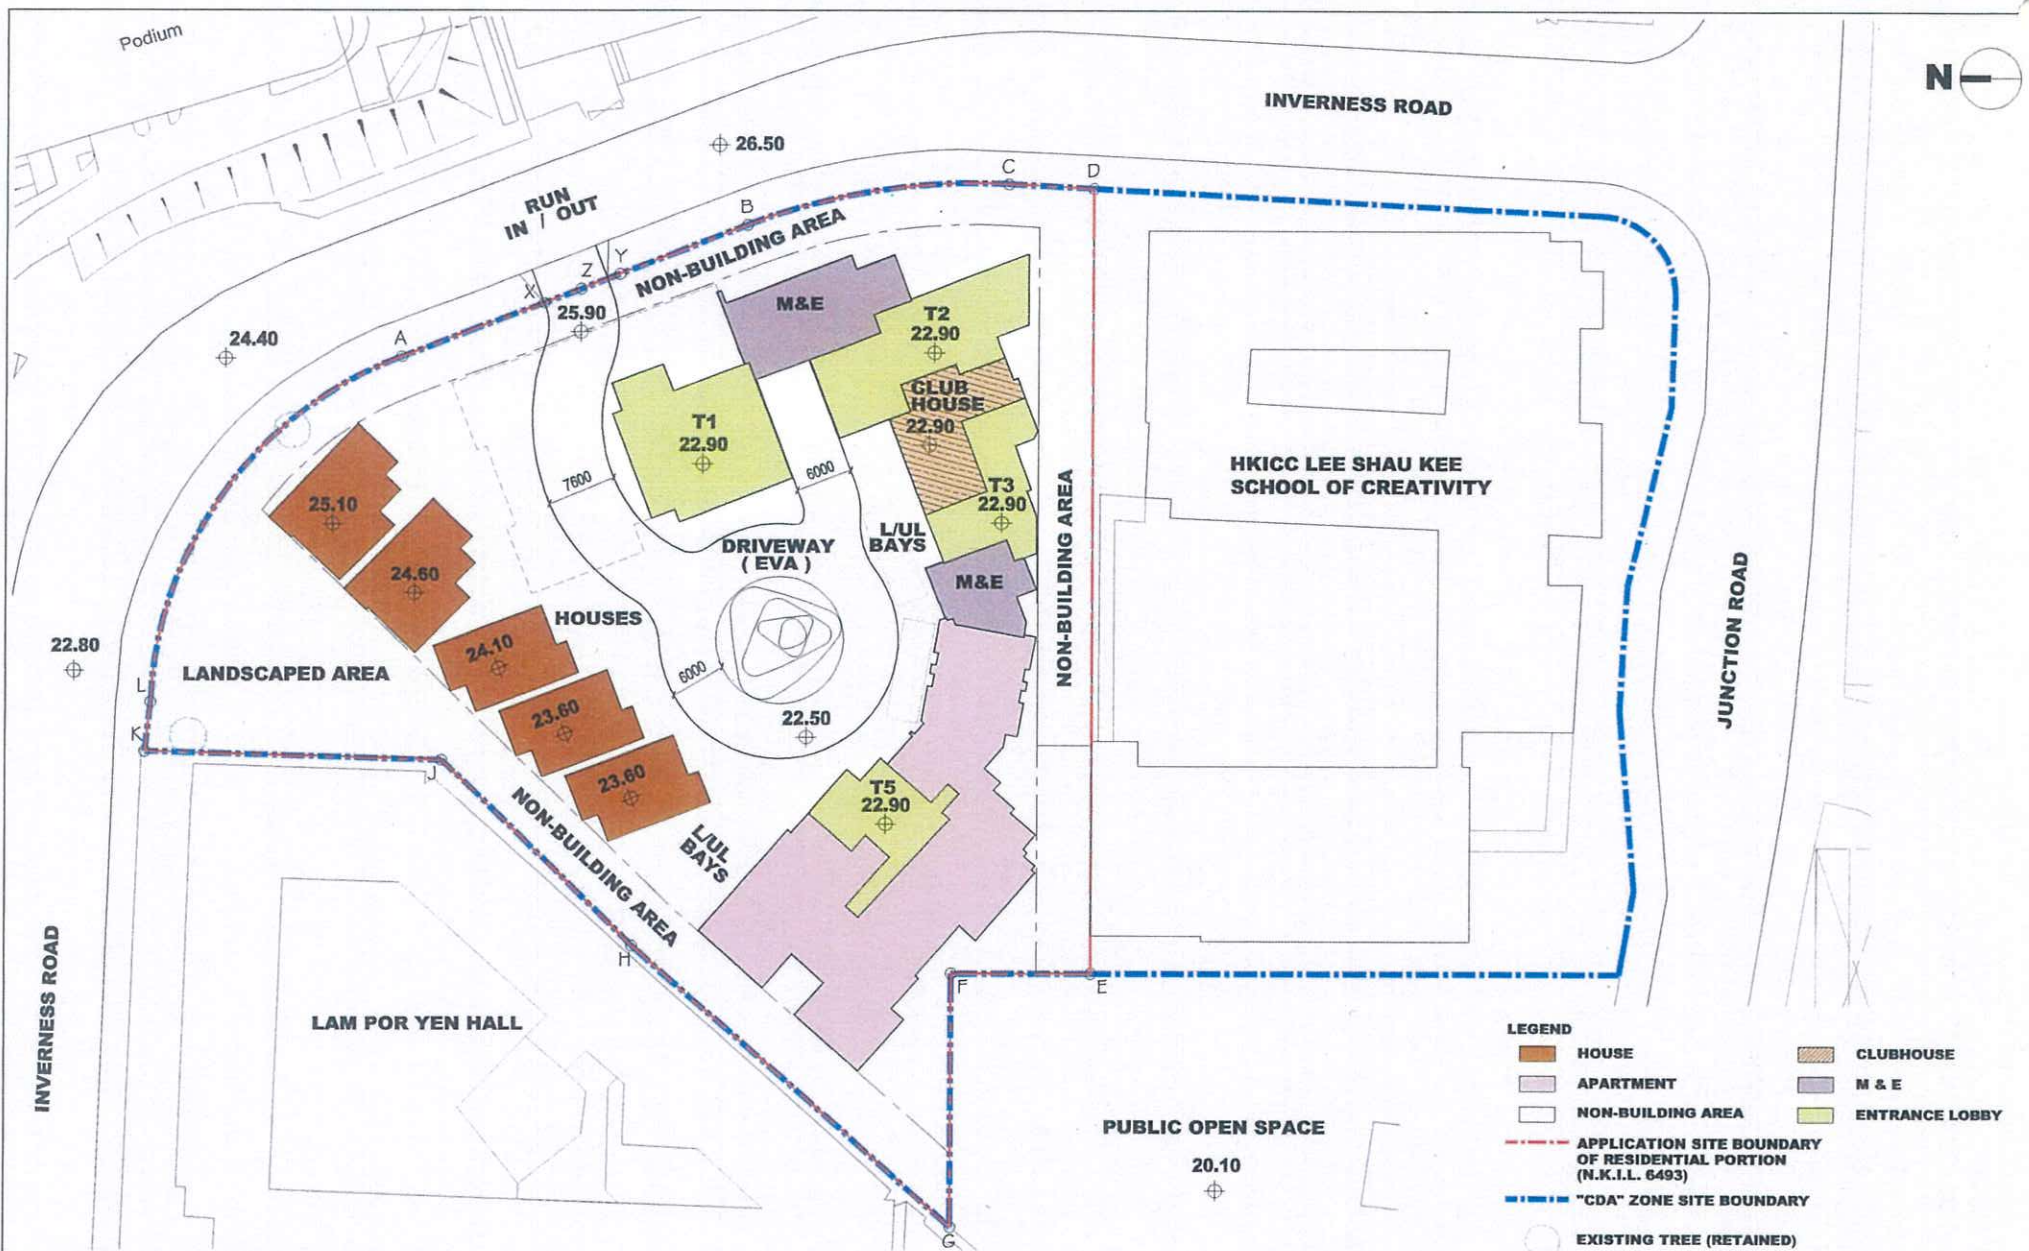 Podium
INVERNESS ROAD
N
26.50
C
D
RUN
IN / OUT
B
NON-BUILDING AREA
Y
Z
X
25.90
M&E
T2
22.90
24.40
A
CLUB
HOUSE
22.90
T1
22.90
7600
6000
HKICC LEE SHAU KEE
SCHOOL OF CREATIVITY
T3
22.90
25.10
L/UL
BAYS
DRIVEWAY
( EVA )
NON-BUILDING AREA
24.60
M&E
HOUSES
22.80
24.10
LANDSCAPED AREA
6000
JUNCTION ROAD
L
23.60
22.50
K
J
23.60
T5
22.90
L/UL
BAYS
NON-BUILDING AREA
H
F
E
INVERNESS ROAD
LAM POR YEN HALL
PUBLIC OPEN SPACE
20.10
G
LEGEND
HOUSE
APARTMENT
NON-BUILDING AREA
APPLICATION SITE BOUNDARY
OF RESIDENTIAL PORTION
(N.K.I.L. 6493)
"CDA" ZONE SITE BOUNDARY
EXISTING TREE (RETAINED)
CLUBHOUSE
M & E
ENTRANCE LOBBY